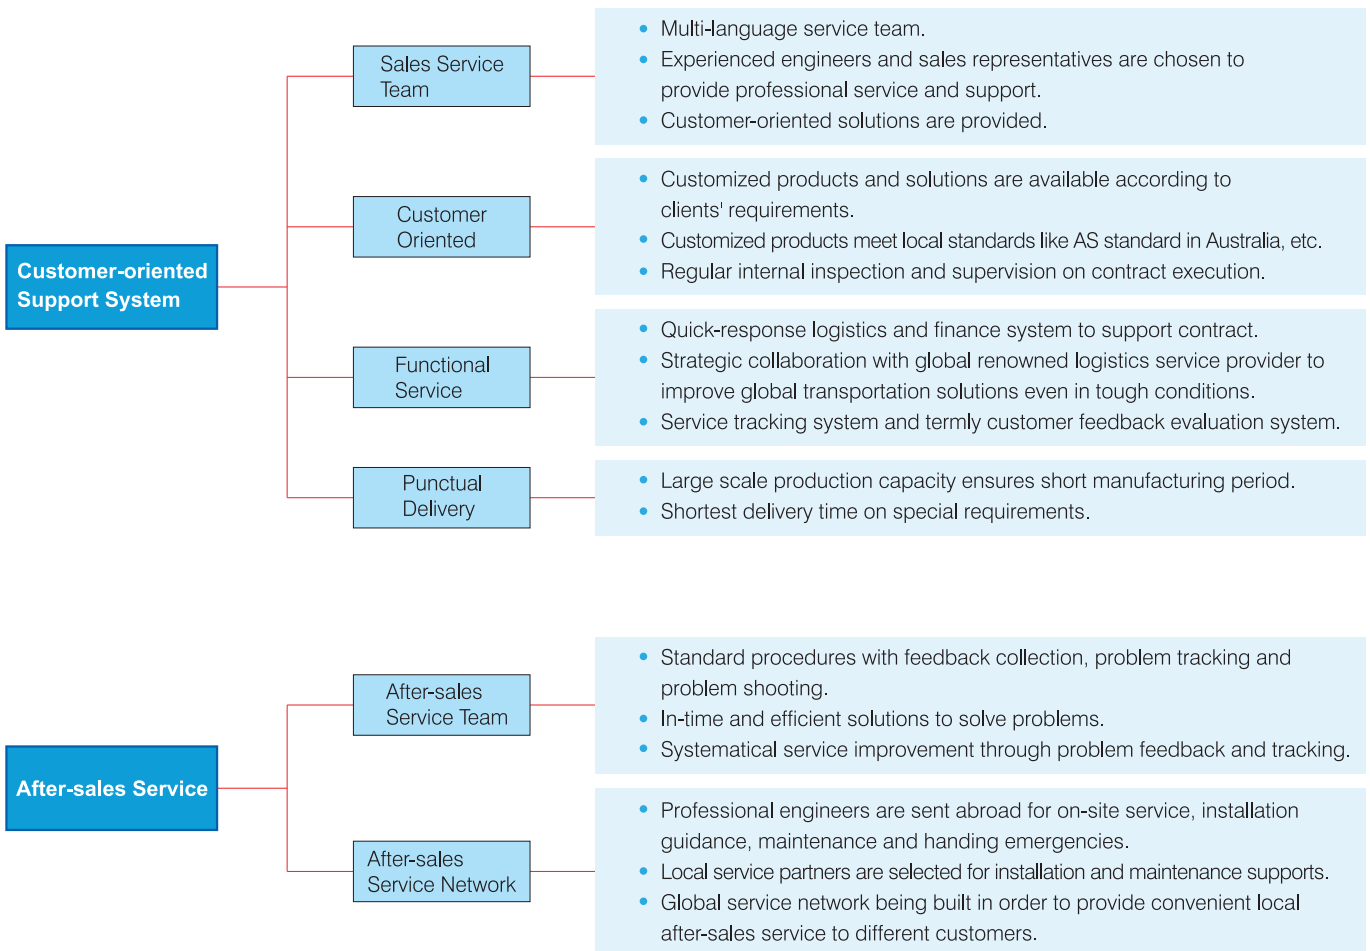 Customer-oriented
Support System
Sales Service
Team
• Multi-language service team.
• Experienced engineers and sales representatives are chosen to
provide professional service and support.
• Customer-oriented solutions are provided.
Customer
Oriented
• Customized products and solutions are available according to
clients' requirements.
• Customized products meet local standards like AS standard in Australia, etc.
• Regular internal inspection and supervision on contract execution.
Functional
Service
• Quick-response logistics and finance system to support contract.
• Strategic collaboration with global renowned logistics service provider to
improve global transportation solutions even in tough conditions.
• Service tracking system and termly customer feedback evaluation system.
Punctual
Delivery
• Large scale production capacity ensures short manufacturing period.
• Shortest delivery time on special requirements.
After-sales Service
After-sales
Service Team
• Standard procedures with feedback collection, problem tracking and
problem shooting.
• In-time and efficient solutions to solve problems.
• Systematical service improvement through problem feedback and tracking.
After-sales
Service Network
• Professional engineers are sent abroad for on-site service, installation
guidance, maintenance and handing emergencies.
• Local service partners are selected for installation and maintenance supports.
• Global service network being built in order to provide convenient local
after-sales service to different customers.